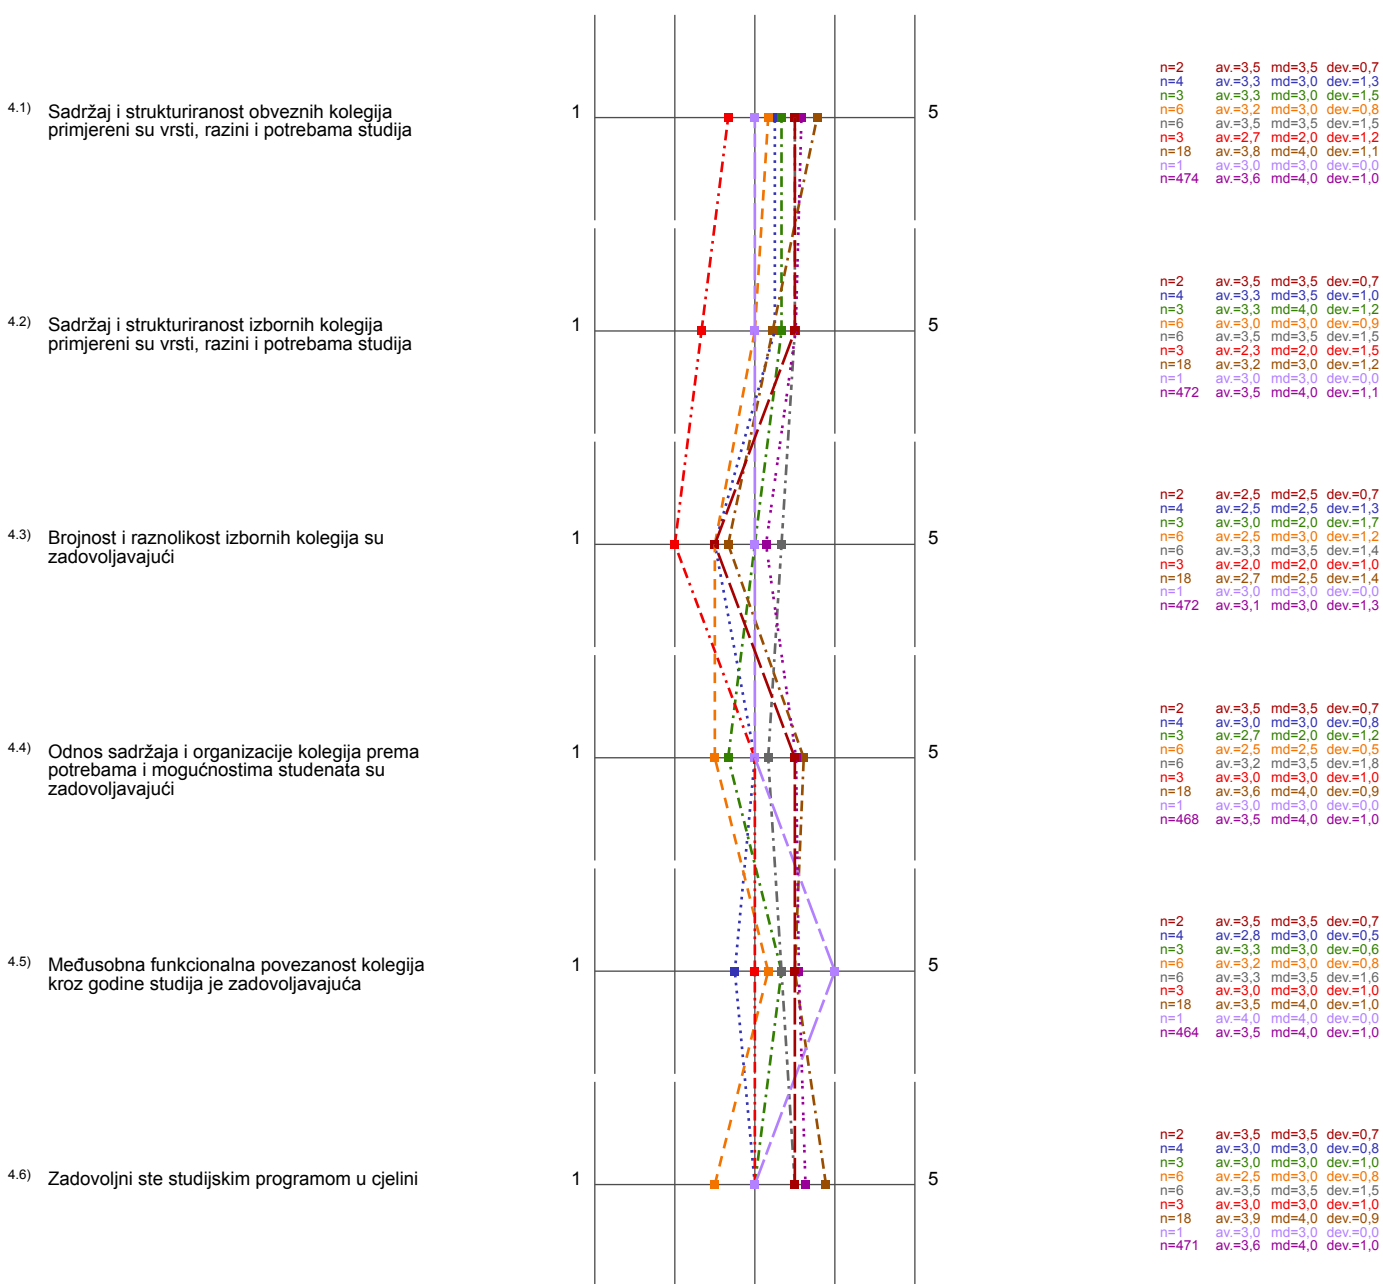 4.1) Sadržaj i strukturiranost obveznih kolegija
primjereni su vrsti, razini i potrebama studija
1 5
n=2 av.=3,5 md=3,5 dev.=0,7
n=4 av.=3,3 md=3,0 dev.=1,3
n=3 av.=3,3 md=3,0 dev.=1,5
n=6 av.=3,2 md=3,0 dev.=0,8
n=6 av.=3,5 md=3,5 dev.=1,5
n=3 av.=2,7 md=2,0 dev.=1,2
n=18 av.=3,8 md=4,0 dev.=1,1
n=1 av.=3,0 md=3,0 dev.=0,0
n=474 av.=3,6 md=4,0 dev.=1,0
4.2) Sadržaj i strukturiranost izbornih kolegija
primjereni su vrsti, razini i potrebama studija
1 5
n=2 av.=3,5 md=3,5 dev.=0,7
n=4 av.=3,3 md=3,5 dev.=1,0
n=3 av.=3,3 md=4,0 dev.=1,2
n=6 av.=3,0 md=3,0 dev.=0,9
n=6 av.=3,5 md=3,5 dev.=1,5
n=3 av.=2,3 md=2,0 dev.=1,5
n=18 av.=3,2 md=3,0 dev.=1,2
n=1 av.=3,0 md=3,0 dev.=0,0
n=472 av.=3,5 md=4,0 dev.=1,1
4.3) Brojnost i raznolikost izbornih kolegija su
zadovoljavajući
1 5
n=2 av.=2,5 md=2,5 dev.=0,7
n=4 av.=2,5 md=2,5 dev.=1,3
n=3 av.=3,0 md=2,0 dev.=1,7
n=6 av.=2,5 md=3,0 dev.=1,2
n=6 av.=3,3 md=3,5 dev.=1,4
n=3 av.=2,0 md=2,0 dev.=1,0
n=18 av.=2,7 md=2,5 dev.=1,4
n=1 av.=3,0 md=3,0 dev.=0,0
n=472 av.=3,1 md=3,0 dev.=1,3
4.4) Odnos sadržaja i organizacije kolegija prema
potrebama i mogućnostima studenata su
zadovoljavajući
1 5
n=2 av.=3,5 md=3,5 dev.=0,7
n=4 av.=3,0 md=3,0 dev.=0,8
n=3 av.=2,7 md=2,0 dev.=1,2
n=6 av.=2,5 md=2,5 dev.=0,5
n=6 av.=3,2 md=3,5 dev.=1,8
n=3 av.=3,0 md=3,0 dev.=1,0
n=18 av.=3,6 md=4,0 dev.=0,9
n=1 av.=3,0 md=3,0 dev.=0,0
n=468 av.=3,5 md=4,0 dev.=1,0
4.5) Međusobna funkcionalna povezanost kolegija
kroz godine studija je zadovoljavajuća
1 5
n=2 av.=3,5 md=3,5 dev.=0,7
n=4 av.=2,8 md=3,0 dev.=0,5
n=3 av.=3,3 md=3,0 dev.=0,6
n=6 av.=3,2 md=3,0 dev.=0,8
n=6 av.=3,3 md=3,5 dev.=1,6
n=3 av.=3,0 md=3,0 dev.=1,0
n=18 av.=3,5 md=4,0 dev.=1,0
n=1 av.=4,0 md=4,0 dev.=0,0
n=464 av.=3,5 md=4,0 dev.=1,0
4.6) Zadovoljni ste studijskim programom u cjelini
1 5
n=2 av.=3,5 md=3,5 dev.=0,7
n=4 av.=3,0 md=3,0 dev.=0,8
n=3 av.=3,0 md=3,0 dev.=1,0
n=6 av.=2,5 md=3,0 dev.=0,8
n=6 av.=3,5 md=3,5 dev.=1,5
n=3 av.=3,0 md=3,0 dev.=1,0
n=18 av.=3,9 md=4,0 dev.=0,9
n=1 av.=3,0 md=3,0 dev.=0,0
n=471 av.=3,6 md=4,0 dev.=1,0